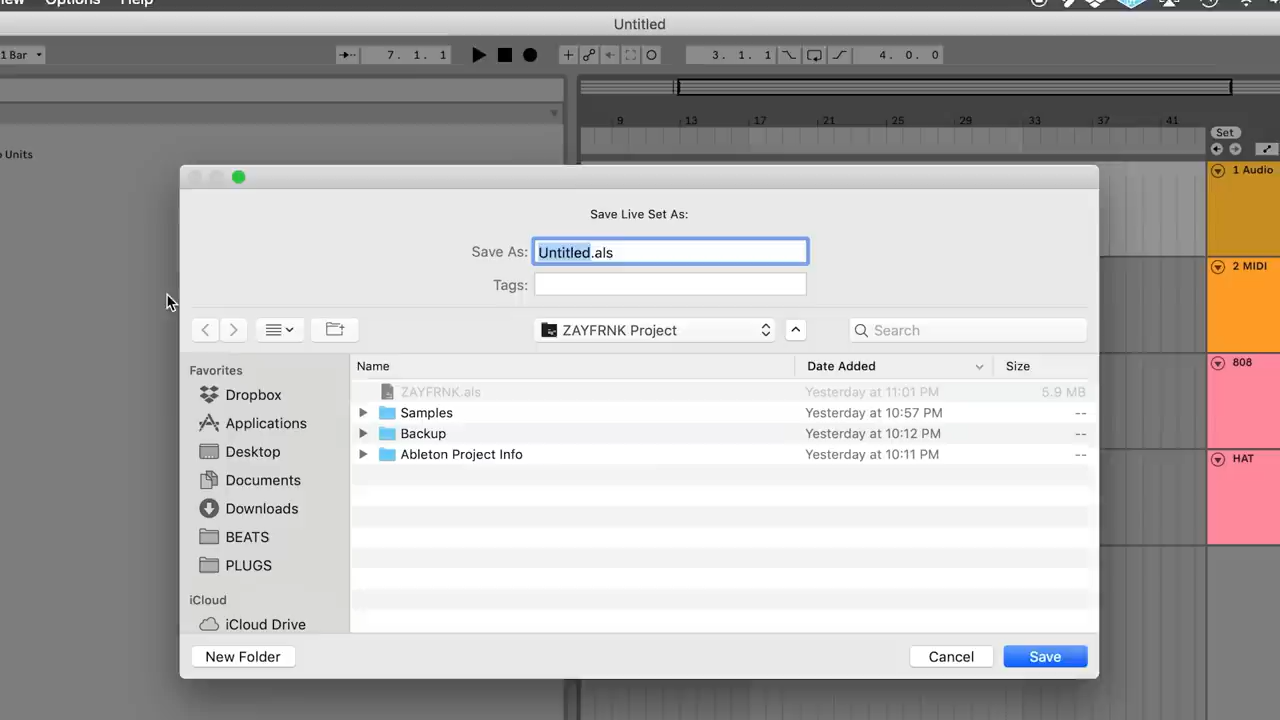 Options Help
Untitled
1 Bar 7. 1. 1 3. 1. 1 4. 0. 0
9 13 17 21 25 29 33 37 41
Set
Units
1 Audio
2 MIDI
808
HAT
Save Live Set As:
Save As: Untitled.als
Tags:
ZAYFRNK Project
Search
Favorites
Dropbox
Applications
Desktop
Documents
Downloads
BEATS
PLUGS
iCloud
iCloud Drive
Name Date Added Size
ZAYFRNK.als Yesterday at 11:01 PM 5.9 MB
Samples Yesterday at 10:57 PM --
Backup Yesterday at 10:12 PM --
Ableton Project Info Yesterday at 10:11 PM --
New Folder Cancel Save